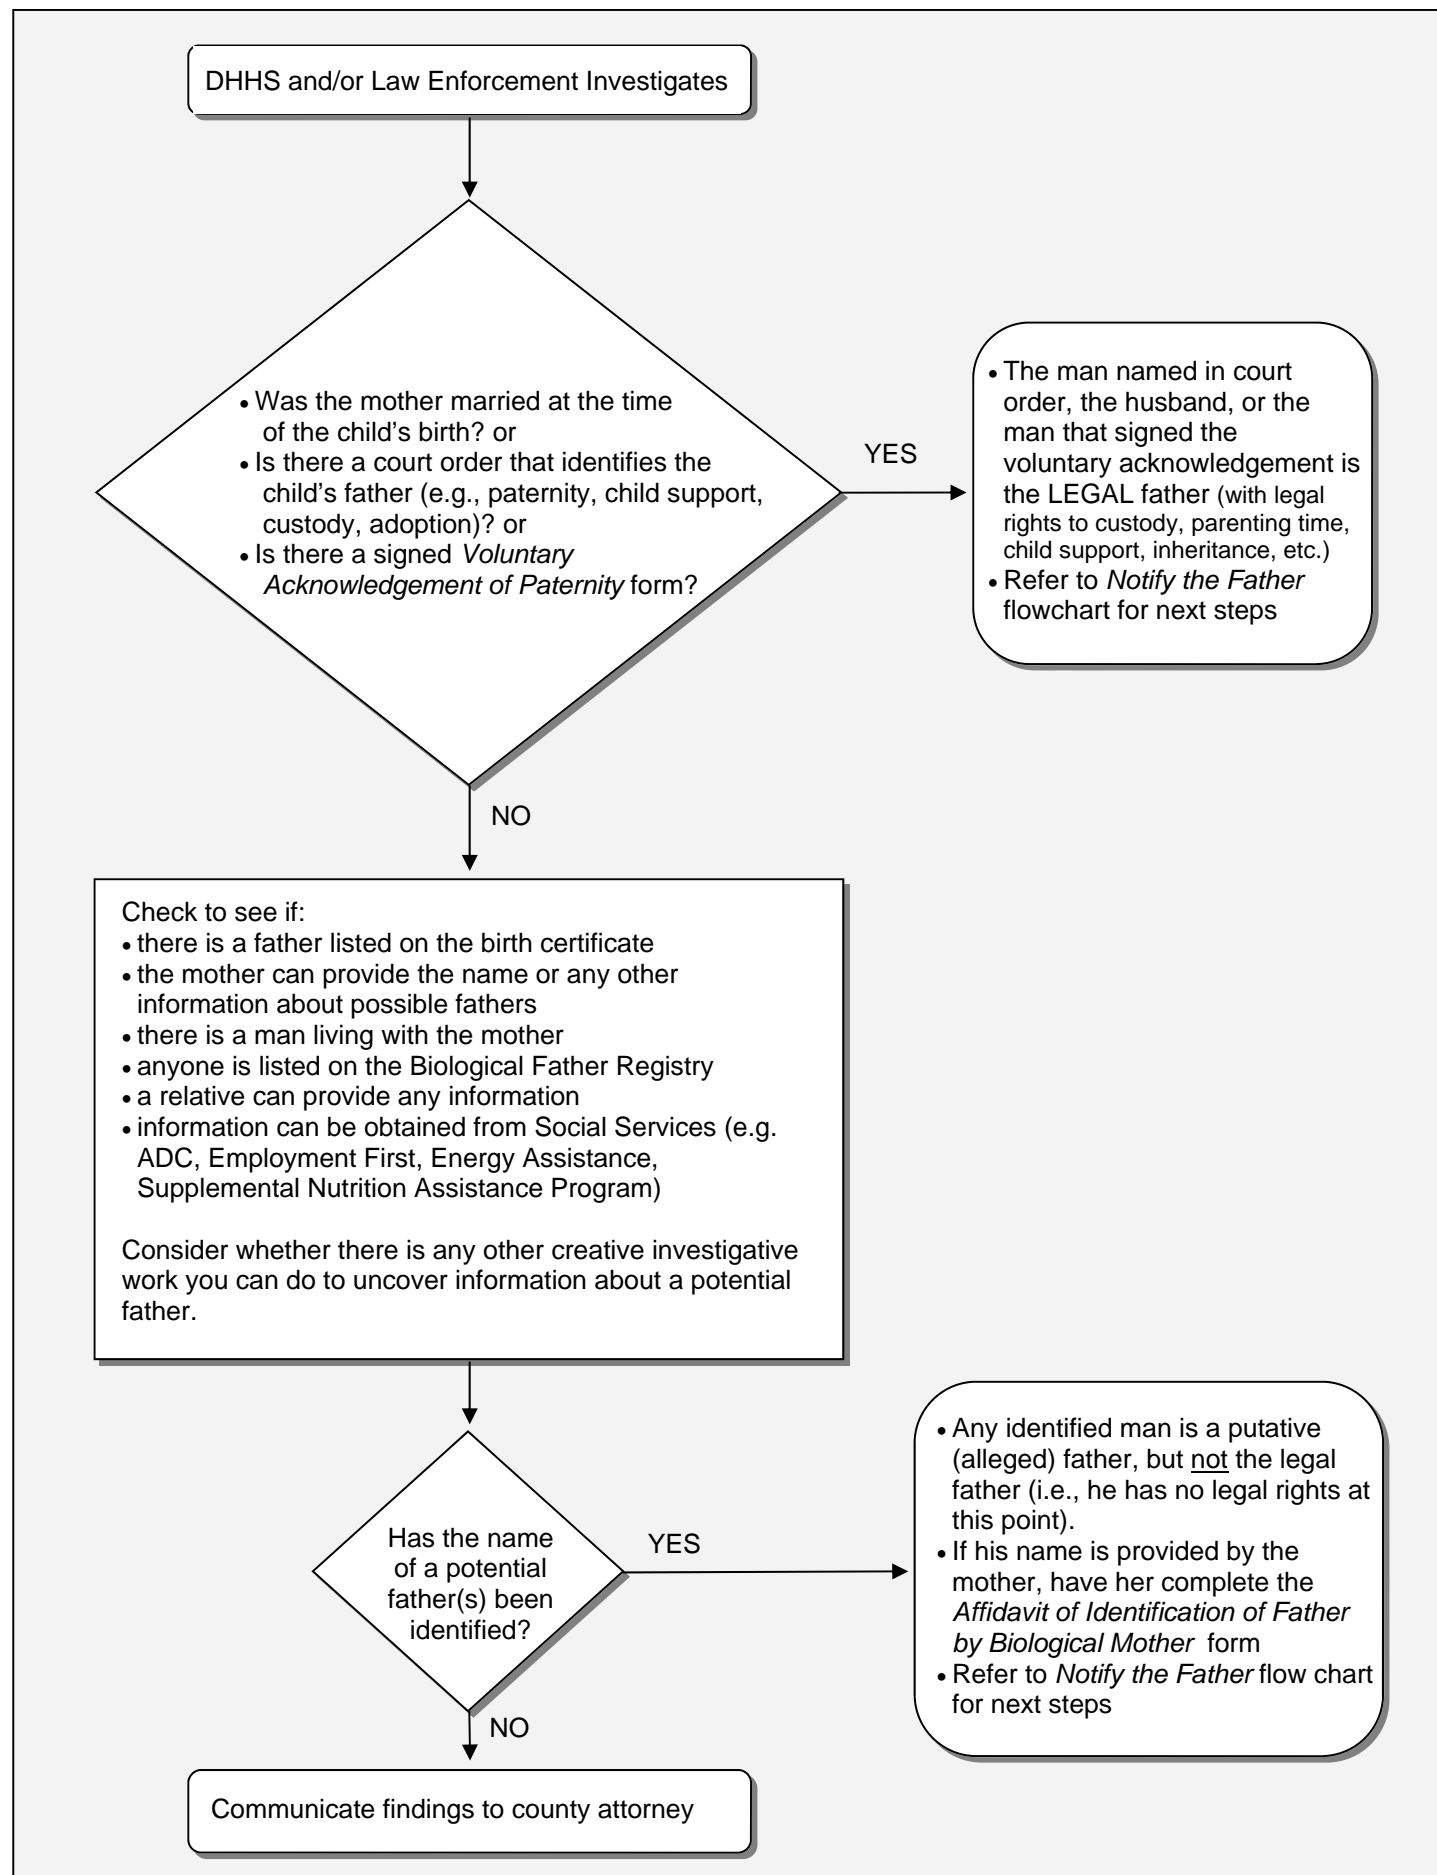 DHHS and/or Law Enforcement Investigates
• Was the mother married at the time
of the child's birth? or
• Is there a court order that identifies the
child's father (e.g., paternity, child support,
custody, adoption)? or
• Is there a signed Voluntary
Acknowledgement of Paternity form?
YES
• The man named in court
order, the husband, or the
man that signed the
voluntary acknowledgement is
the LEGAL father (with legal
rights to custody, parenting time,
child support, inheritance, etc.)
• Refer to Notify the Father
flowchart for next steps
NO
Check to see if:
• there is a father listed on the birth certificate
• the mother can provide the name or any other
information about possible fathers
• there is a man living with the mother
• anyone is listed on the Biological Father Registry
• a relative can provide any information
• information can be obtained from Social Services (e.g.
ADC, Employment First, Energy Assistance,
Supplemental Nutrition Assistance Program)
Consider whether there is any other creative investigative
work you can do to uncover information about a potential
father.
Has the name
of a potential
father(s) been
identified?
YES
• Any identified man is a putative
(alleged) father, but not the legal
father (i.e., he has no legal rights at
this point).
• If his name is provided by the
mother, have her complete the
Affidavit of Identification of Father
by Biological Mother form
• Refer to Notify the Father flow chart
for next steps
NO
Communicate findings to county attorney